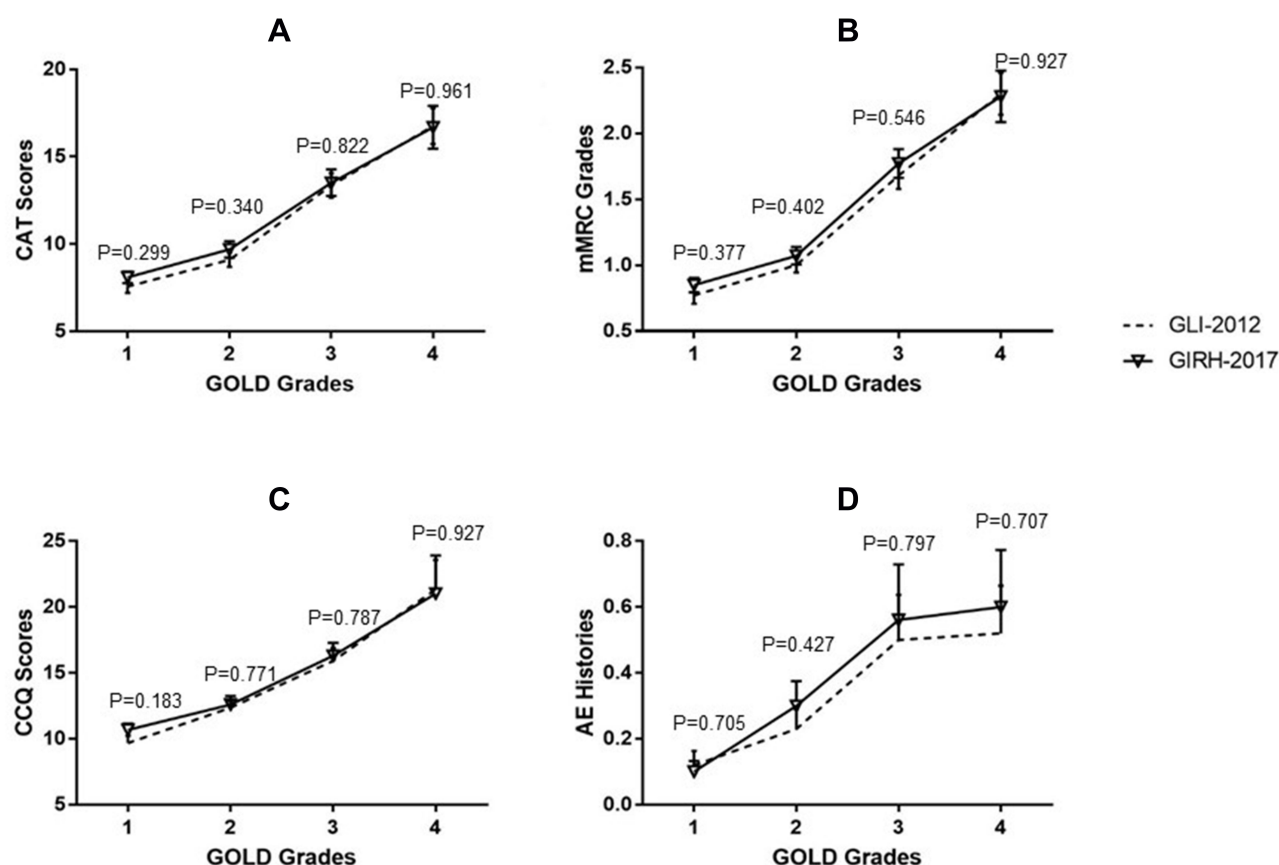 A
20
15
10
5
CAT Scores
P=0.299
P=0.340
P=0.822
P=0.961
1 2 3 4
GOLD Grades
B
2.5
2.0
1.5
1.0
0.5
mMRC Grades
P=0.377
P=0.402
P=0.546
P=0.927
1 2 3 4
GOLD Grades
GLI-2012
GIRH-2017
C
25
20
15
10
5
CCQ Scores
P=0.183
P=0.771
P=0.787
P=0.927
1 2 3 4
GOLD Grades
D
0.8
0.6
0.4
0.2
0.0
AE Histories
P=0.705
P=0.427
P=0.797
P=0.707
1 2 3 4
GOLD Grades